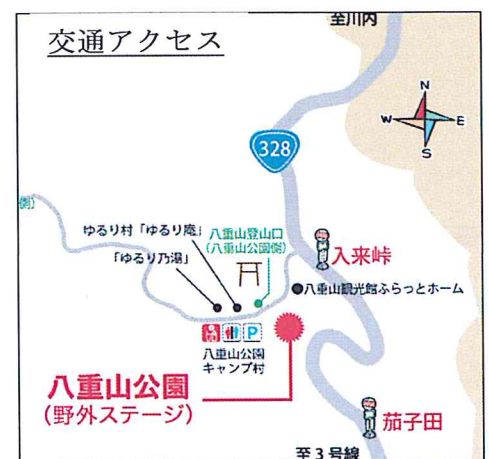 交通アクセス
至川内
N
W
E
S
328
側)
ゆるり村「ゆるり庵」
「ゆるり乃湯」
八重山登山口
(八重山公園側)
入来峠
八重山観光館ふらっとホーム
P
八重山公園
キャンプ村
八重山公園
(野外ステージ)
茄子田
至3号線